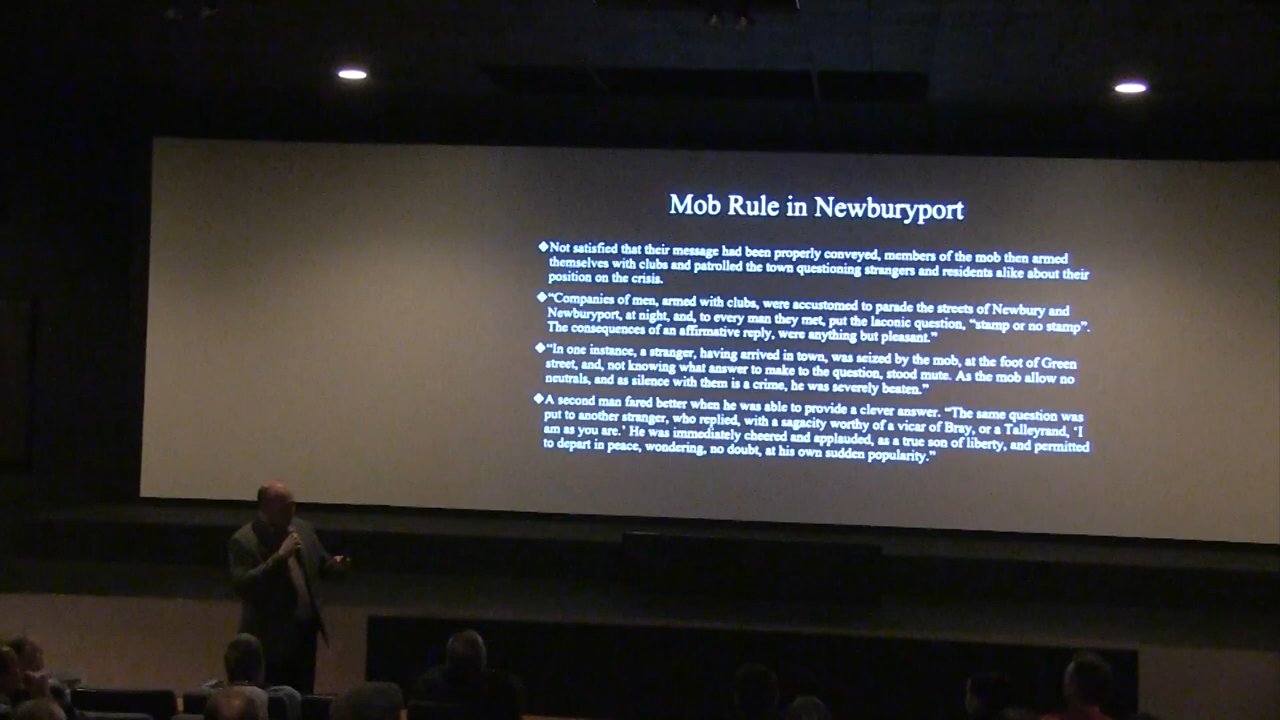 Mob Rule in Newburyport
❖Not satisfied that their message had been properly conveyed, members of the mob then armed
themselves with clubs and patrolled the town questioning strangers and residents alike about their
position on the crisis.
❖“Companies of men, armed with clubs, were accustomed to parade the streets of Newbury and
Newburyport, at night, and, to every man they met, put the laconic question, “stamp or no stamp”.
The consequences of an affirmative reply, were anything but pleasant.”
❖“In one instance, a stranger, having arrived in town, was seized by the mob, at the foot of Green
street, and, not knowing what answer to make to the question, stood mute. As the mob allow no
neutrals, and as silence with them is a crime, he was severely beaten.”
❖A second man fared better when he was able to provide a clever answer. “The same question was
put to another stranger, who replied, with a sagacity worthy of a vicar of Bray, or a Talleyrand, ‘I
am as you are.’ He was immediately cheered and applauded, as a true son of liberty, and permitted
to depart in peace, wondering, no doubt, at his own sudden popularity.”